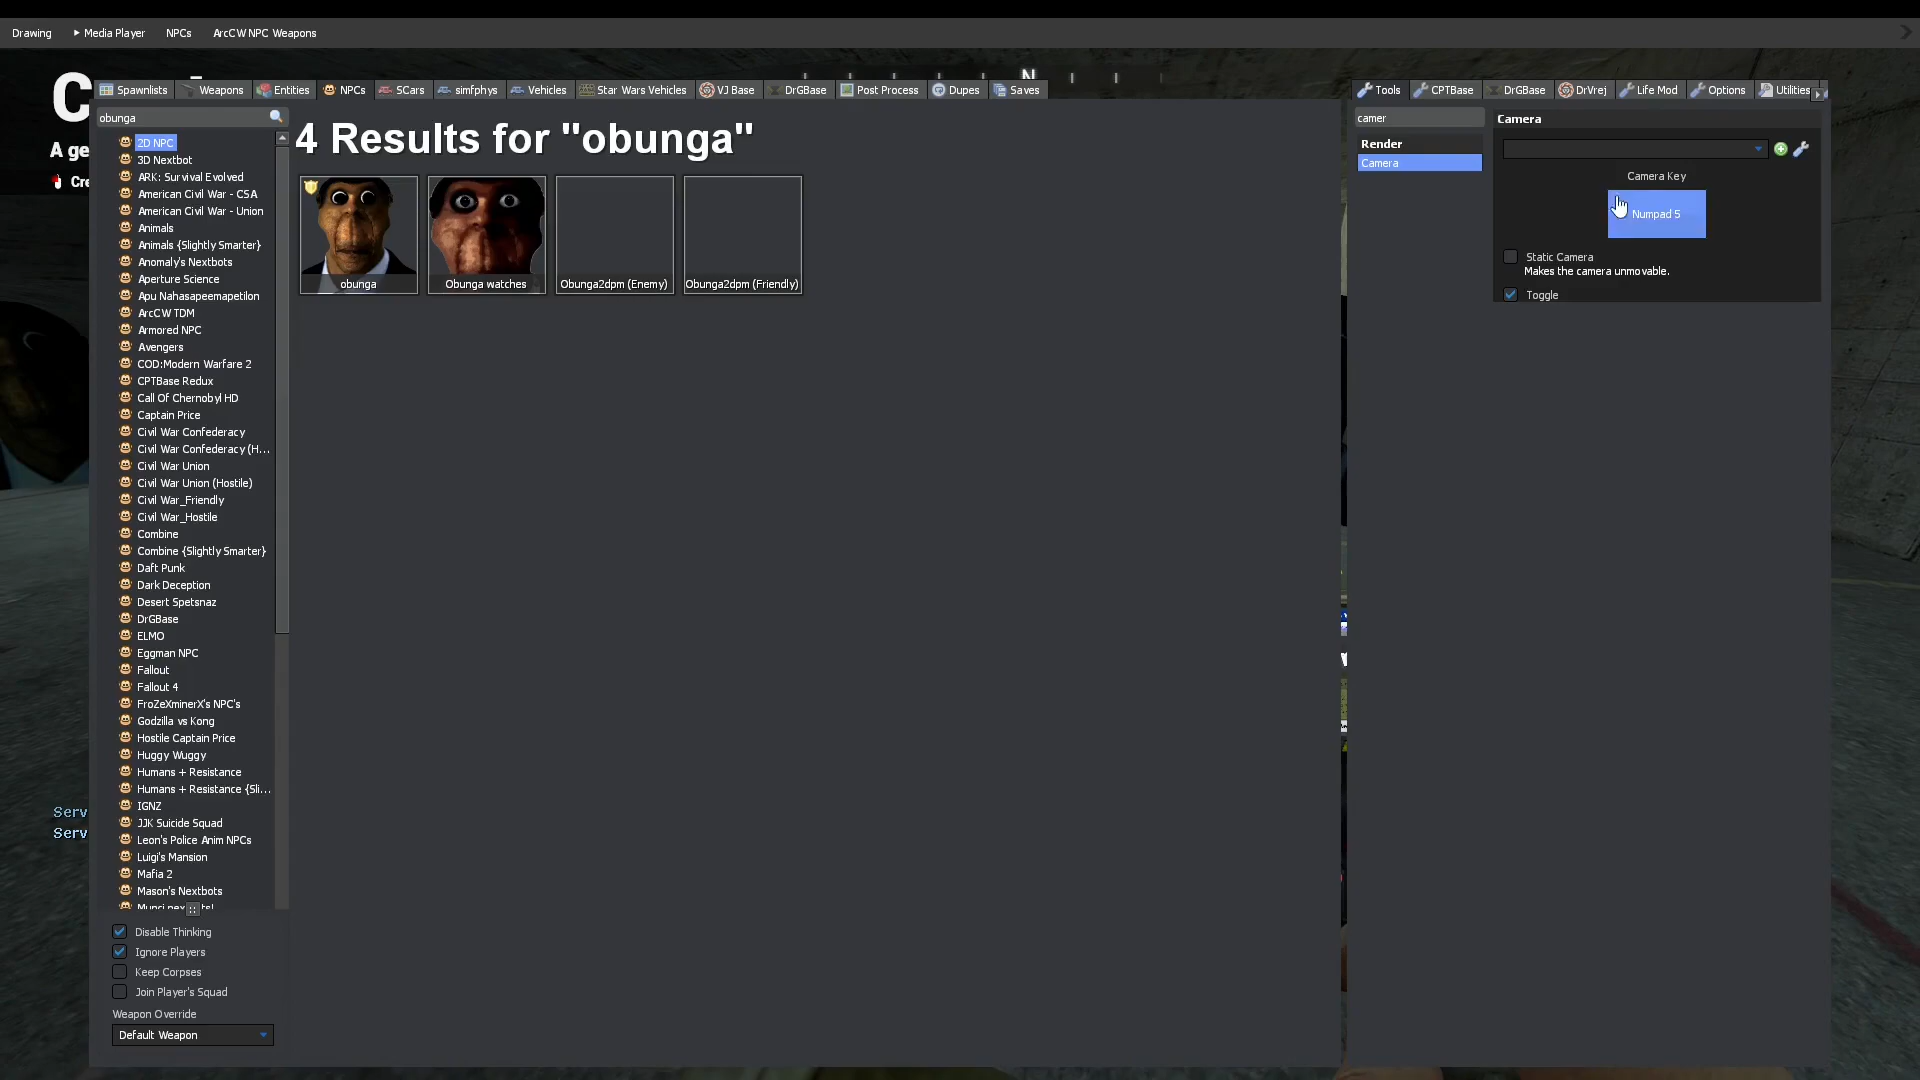 Drawing
Media Player
NPCs
ArcCW NPC Weapons
C
N
Spawnlists
Weapons
Entities
NPCs
SCars
simfphys
Vehicles
Star Wars Vehicles
VJ Base
DrGBase
Post Process
Dupes
Saves
A ge
Cre
obunga
2D NPC
3D Nextbot
ARK: Survival Evolved
American Civil War - CSA
American Civil War - Union
Animals
Animals {Slightly Smarter}
Anomaly's Nextbots
Aperture Science
Apu Nahasapeemapetilon
ArcCW TDM
Armored NPC
Avengers
COD:Modern Warfare 2
CPTBase Redux
Call Of Chernobyl HD
Captain Price
Civil War Confederacy
Civil War Confederacy (H...
Civil War Union
Civil War Union (Hostile)
Civil War_Friendly
Civil War_Hostile
Combine
Combine {Slightly Smarter}
Daft Punk
Dark Deception
Desert Spetsnaz
DrGBase
ELMO
Eggman NPC
Fallout
Fallout 4
FroZeXminerX's NPC's
Godzilla vs Kong
Hostile Captain Price
Huggy Wuggy
Humans + Resistance
Humans + Resistance {Sli...
IGNZ
JJK Suicide Squad
Leon's Police Anim NPCs
Luigi's Mansion
Mafia 2
Mason's Nextbots
Serv
Serv
Disable Thinking
Ignore Players
Keep Corpses
Join Player's Squad
Weapon Override
Default Weapon
4 Results for "obunga"
obunga
Obunga watches
Obunga2dpm (Enemy)
Obunga2dpm (Friendly)
Tools
CPTBase
DrGBase
DrVrej
Life Mod
Options
Utilities
camer
Render
Camera
Camera
Camera Key
Numpad 5
Static Camera
Makes the camera unmovable.
Toggle